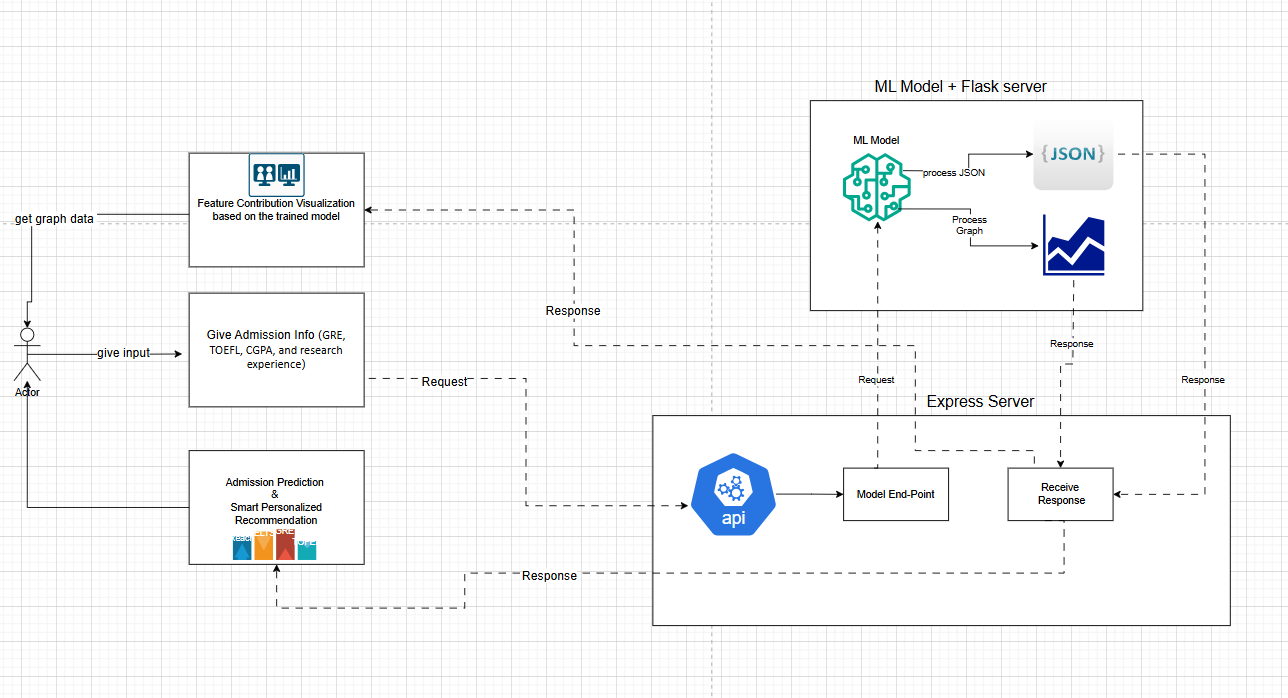 ML Model + Flask server
ML Model
process JSON
{JSON}
Process
Graph
Feature Contribution Visualization
based on the trained model
get graph data
Response
Give Admission Info (GRE,
TOEFL, CGPA, and research
experience)
give input
Actor
Request
Response
Request
Response
Express Server
api
Model End-Point
Receive
Response
Admission Prediction
&
Smart Personalized
Recommendation
Response